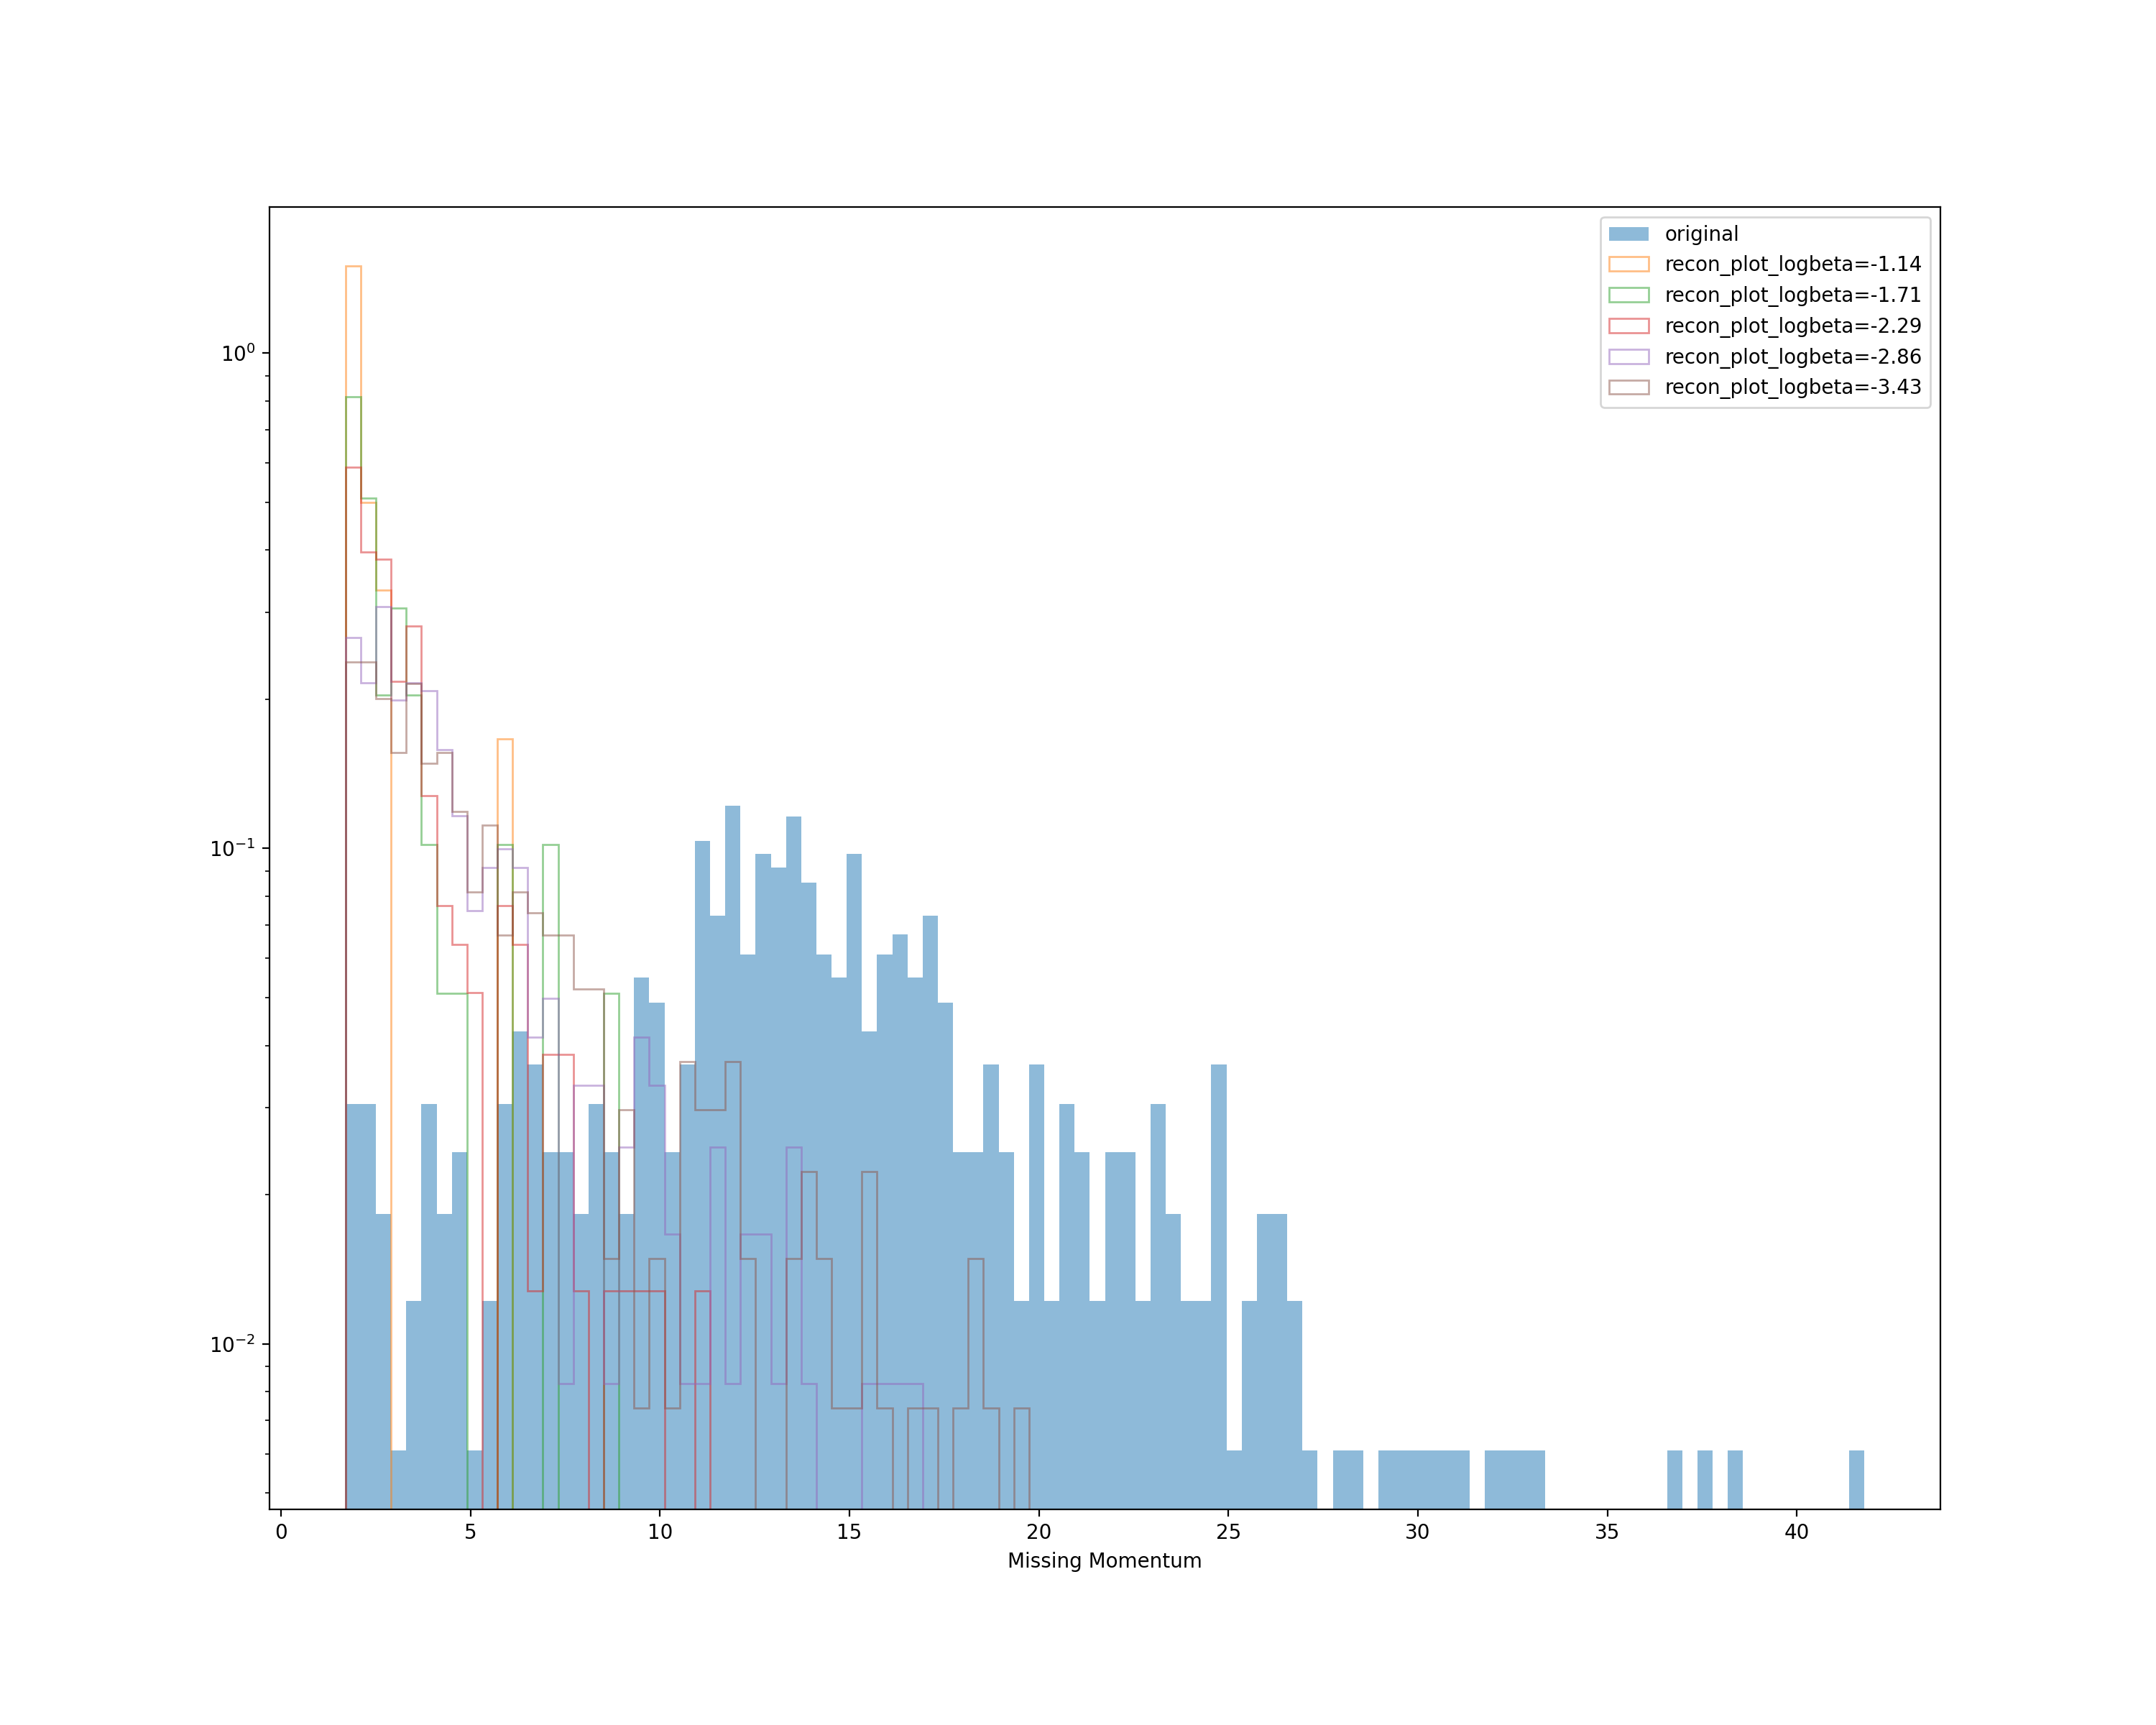 original
recon_plot_logbeta=-1.14
recon_plot_logbeta=-1.71
recon_plot_logbeta=-2.29
recon_plot_logbeta=-2.86
recon_plot_logbeta=-3.43
10⁰
10⁻¹
10⁻²
0 5 10 15 20 25 30 35 40
Missing Momentum